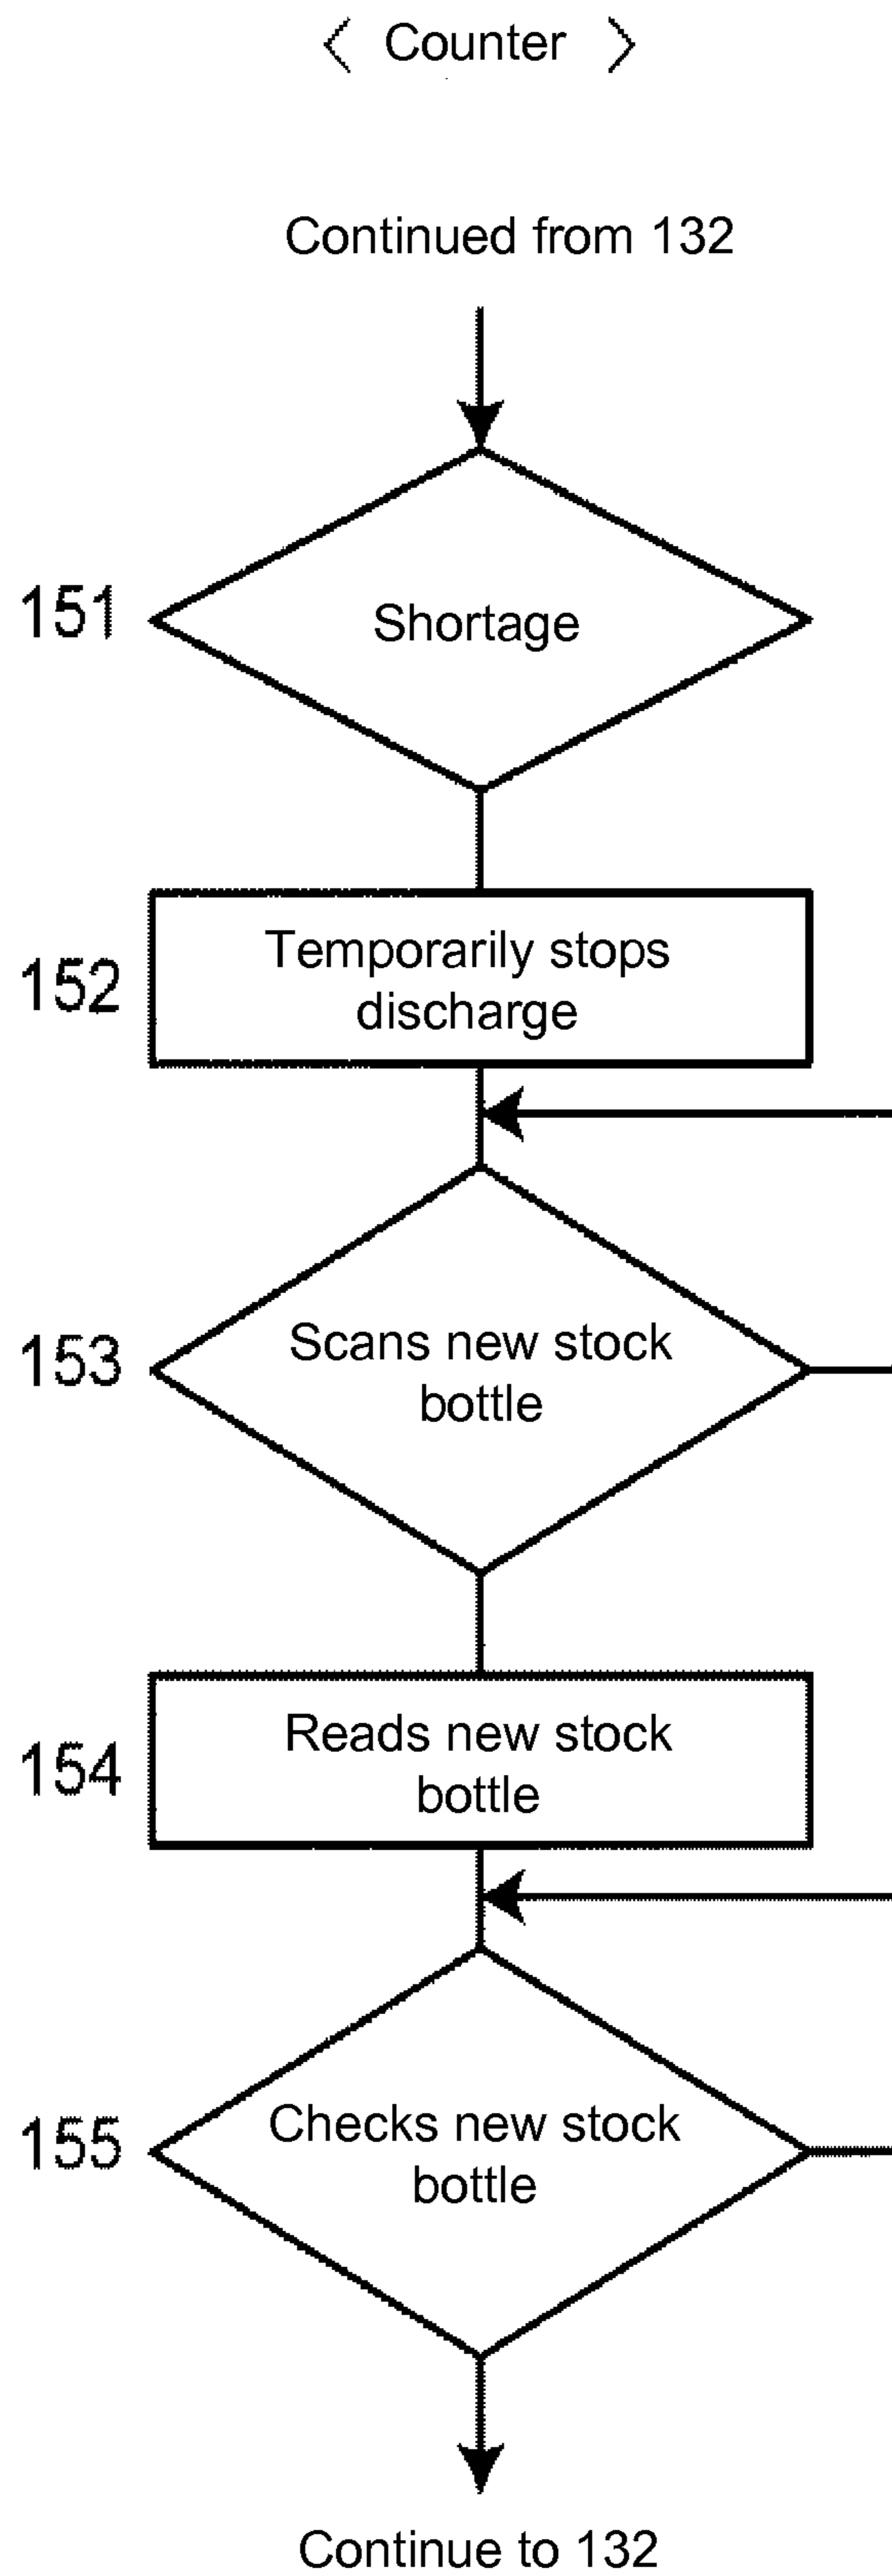 〈 Counter 〉
Continued from 132
151
Shortage
152
Temporarily stops
discharge
153
Scans new stock
bottle
154
Reads new stock
bottle
155
Checks new stock
bottle
Continue to 132